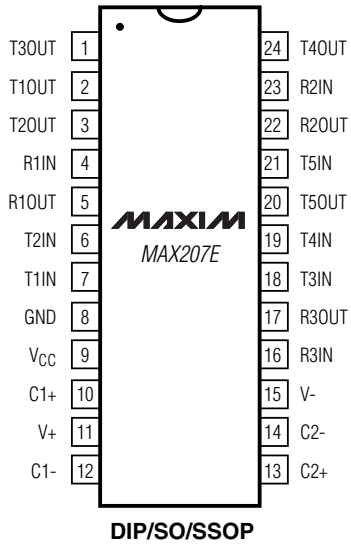 T3OUT 1 24 T4OUT
T1OUT 2 23 R2IN
T2OUT 3 22 R2OUT
R1IN 4 21 T5IN
R1OUT 5 20 T5OUT
MAXIM
T2IN 6 19 T4IN
MAX207E
T1IN 7 18 T3IN
GND 8 17 R3OUT
VCC 9 16 R3IN
C1+ 10 15 V-
V+ 11 14 C2-
C1- 12 13 C2+
DIP/SO/SSOP